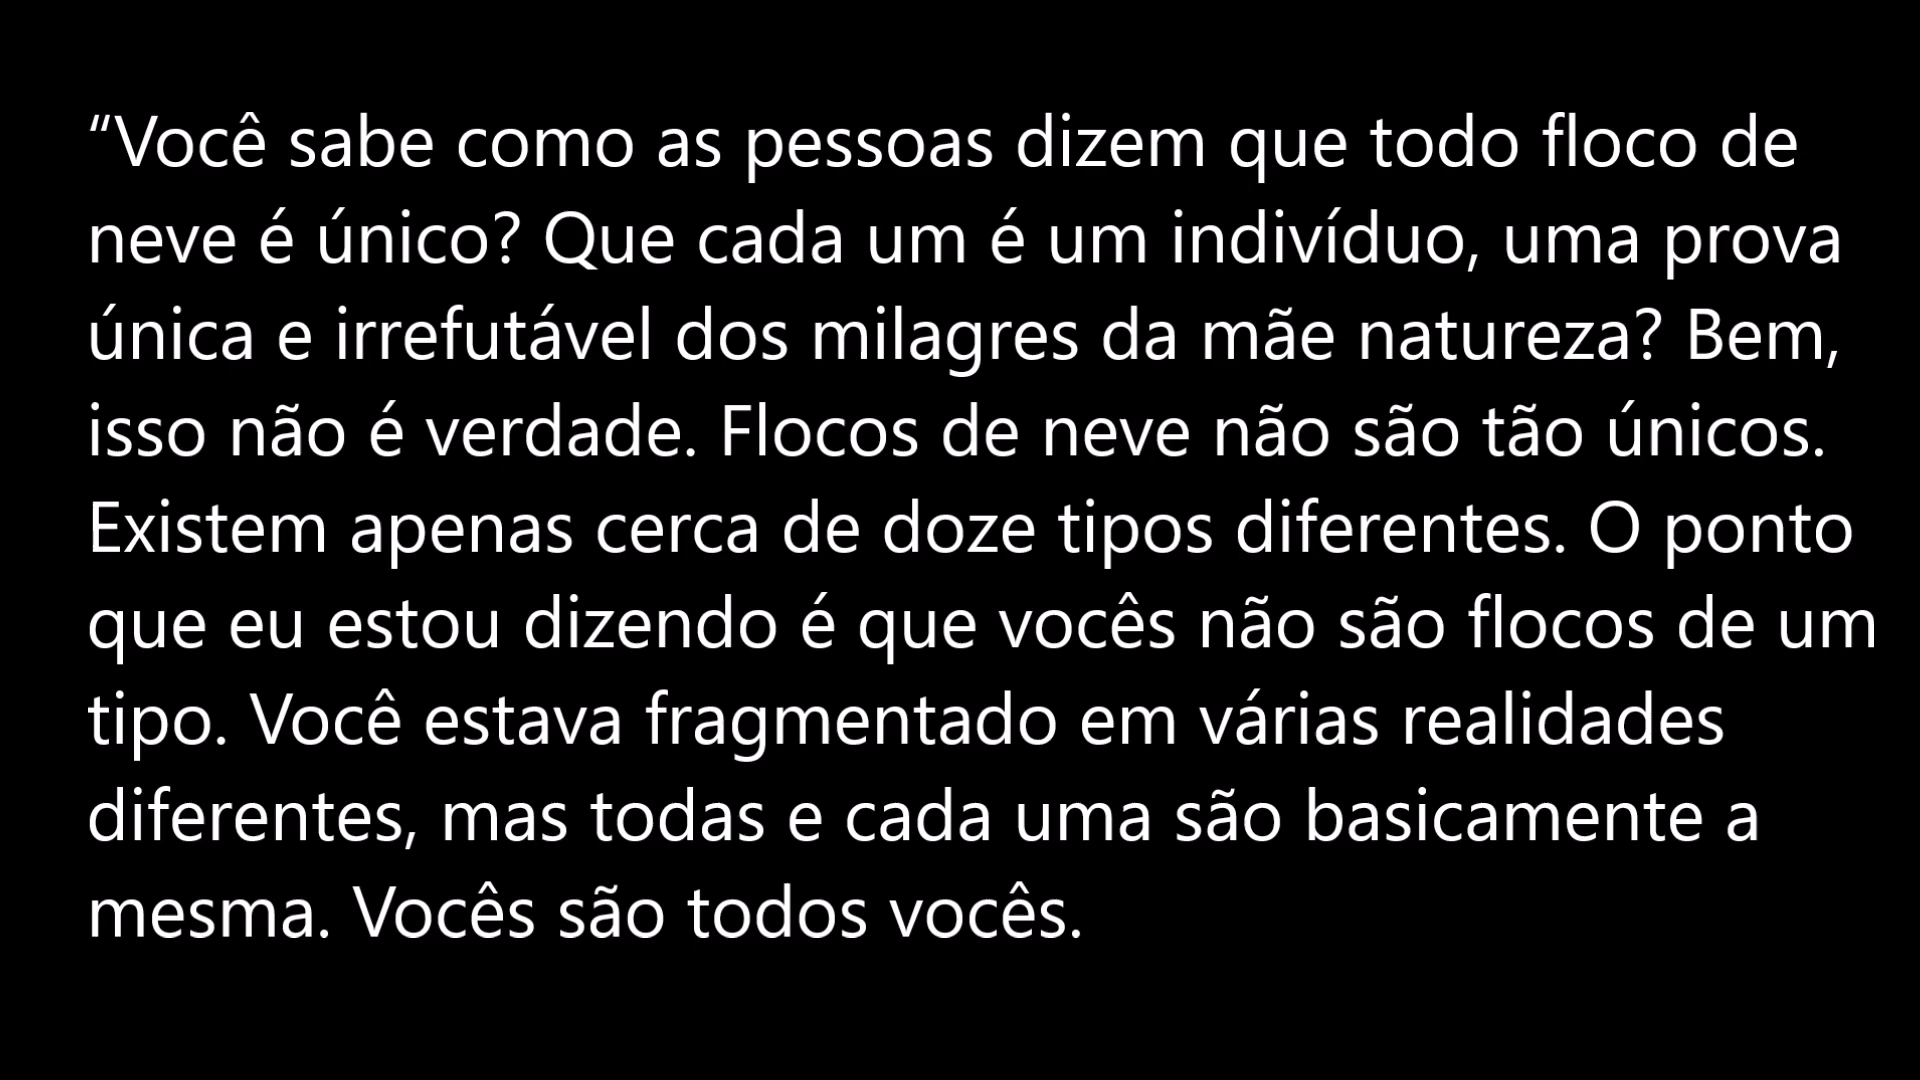 “Você sabe como as pessoas dizem que todo floco de
neve é único? Que cada um é um indivíduo, uma prova
única e irrefutável dos milagres da mãe natureza? Bem,
isso não é verdade. Flocos de neve não são tão únicos.
Existem apenas cerca de doze tipos diferentes. O ponto
que eu estou dizendo é que vocês não são flocos de um
tipo. Você estava fragmentado em várias realidades
diferentes, mas todas e cada uma são basicamente a
mesma. Vocês são todos vocês.